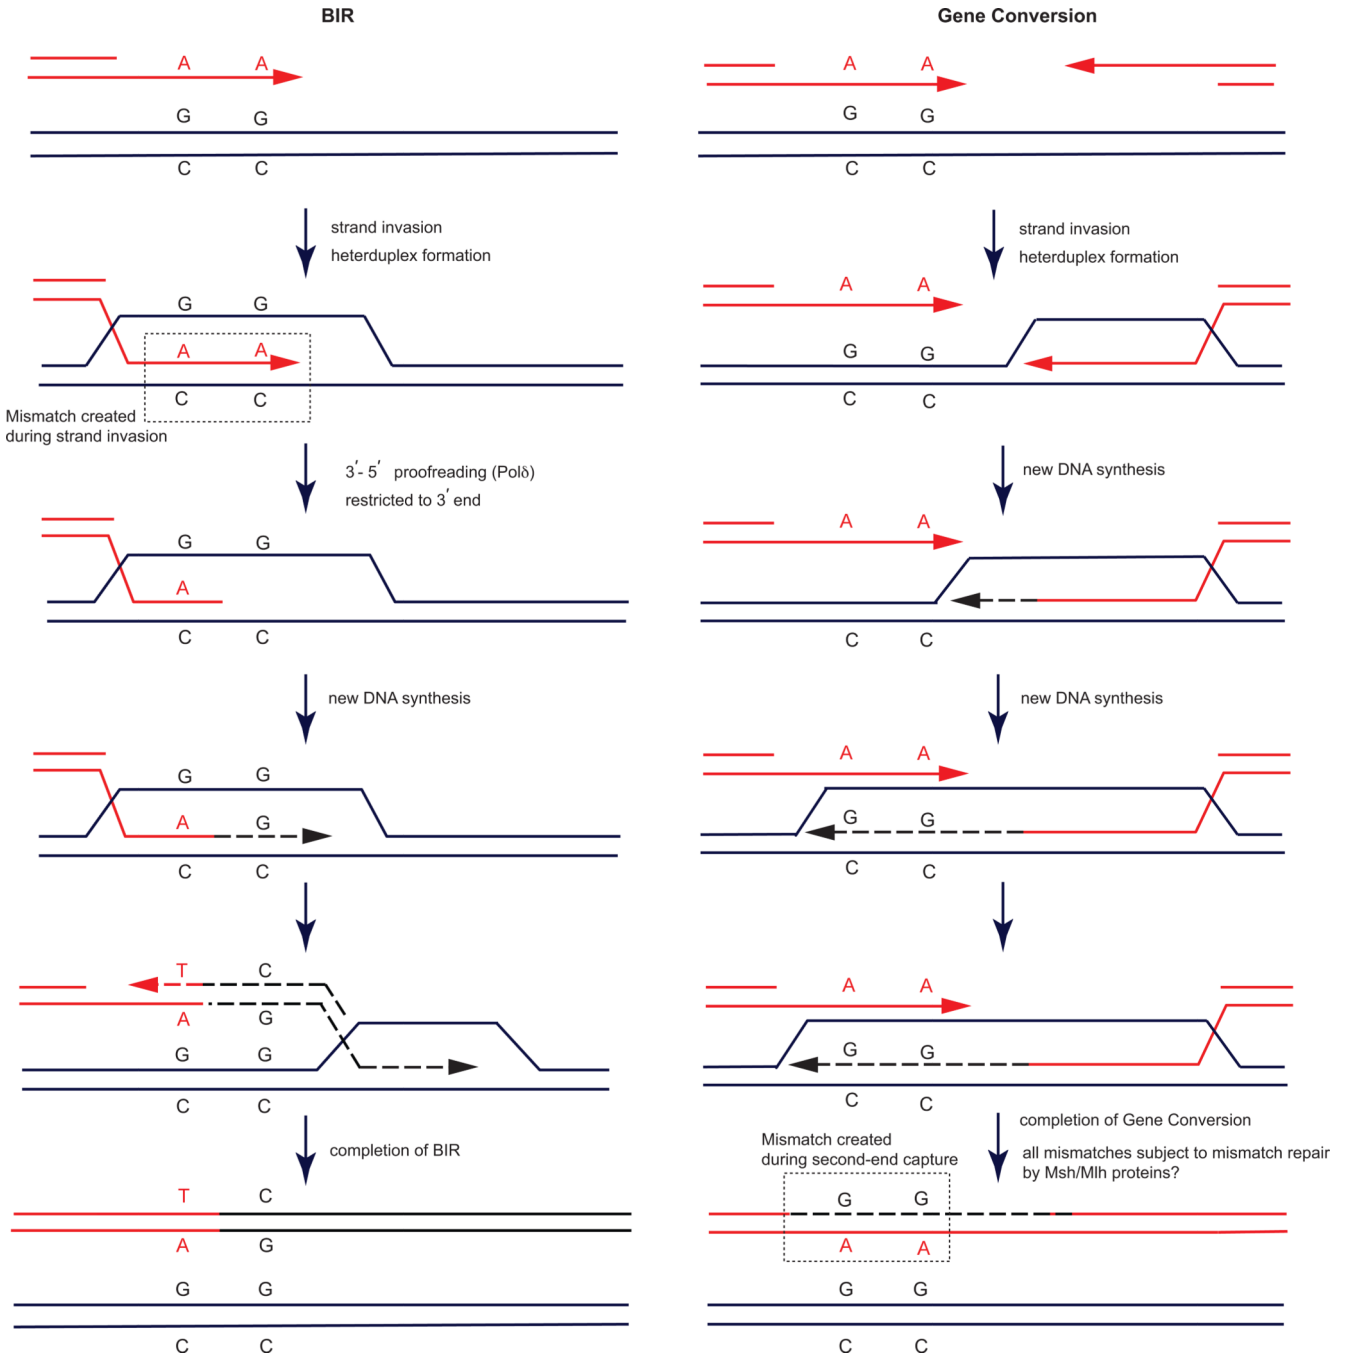 BIR
A A
G G
C C
strand invasion
heterduplex formation
G G
A A
C C
Mismatch created
during strand invasion
3′- 5′ proofreading (Polδ)
restricted to 3′ end
G G
A
C C
new DNA synthesis
G G
A G
C C
T C
A G
G G
C C
completion of BIR
T C
A G
G G
C C
Gene Conversion
A A
G G
C C
strand invasion
heterduplex formation
A A
G G
C C
new DNA synthesis
A A
C C
new DNA synthesis
A A
G G
C C
A A
G G
C C
completion of Gene Conversion
all mismatches subject to mismatch repair
by Msh/Mlh proteins?
Mismatch created
during second-end capture
G G
A A
G G
C C